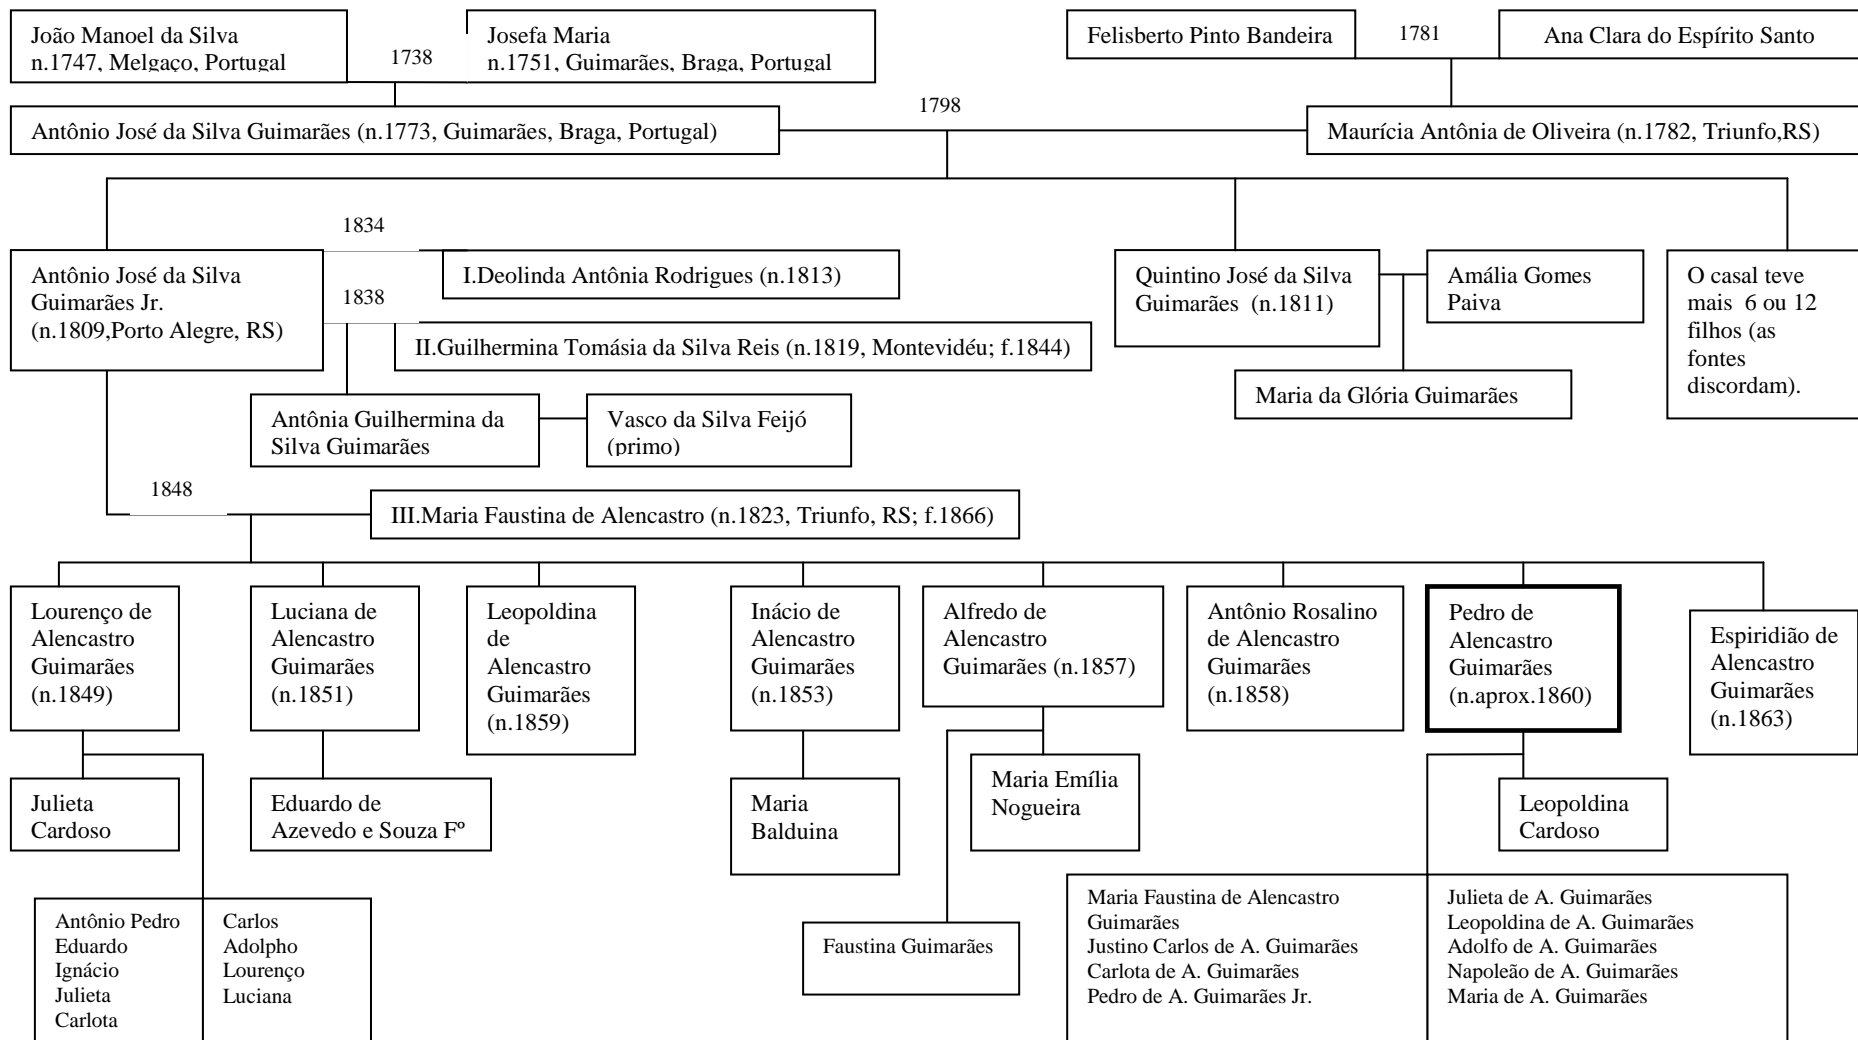 João Manoel da Silva
n.1747, Melgaço, Portugal
1738
Josefa Maria
n.1751, Guimarães, Braga, Portugal
Felisberto Pinto Bandeira
1781
Ana Clara do Espírito Santo
Antônio José da Silva Guimarães (n.1773, Guimarães, Braga, Portugal)
1798
Maurícia Antônia de Oliveira (n.1782, Triunfo,RS)
Antônio José da Silva
Guimarães Jr.
(n.1809,Porto Alegre, RS)
1834
I.Deolinda Antônia Rodrigues (n.1813)
1838
II.Guilhermina Tomásia da Silva Reis (n.1819, Montevidéu; f.1844)
Quintino José da Silva
Guimarães (n.1811)
Amália Gomes
Paiva
O casal teve
mais 6 ou 12
filhos (as
fontes
discordam).
Maria da Glória Guimarães
Antônia Guilhermina da
Silva Guimarães
Vasco da Silva Feijó
(primo)
1848
III.Maria Faustina de Alencastro (n.1823, Triunfo, RS; f.1866)
Lourenço de
Alencastro
Guimarães
(n.1849)
Luciana de
Alencastro
Guimarães
(n.1851)
Leopoldina
de
Alencastro
Guimarães
(n.1859)
Inácio de
Alencastro
Guimarães
(n.1853)
Alfredo de
Alencastro
Guimarães (n.1857)
Antônio Rosalino
de Alencastro
Guimarães
(n.1858)
Pedro de
Alencastro
Guimarães
(n.aprox.1860)
Espiridião de
Alencastro
Guimarães
(n.1863)
Julieta
Cardoso
Eduardo de
Azevedo e Souza Fº
Maria
Balduina
Maria Emília
Nogueira
Leopoldina
Cardoso
Antônio Pedro
Eduardo
Ignácio
Julieta
Carlota
Carlos
Adolpho
Lourenço
Luciana
Faustina Guimarães
Maria Faustina de Alencastro
Guimarães
Justino Carlos de A. Guimarães
Carlota de A. Guimarães
Pedro de A. Guimarães Jr.
Julieta de A. Guimarães
Leopoldina de A. Guimarães
Adolfo de A. Guimarães
Napoleão de A. Guimarães
Maria de A. Guimarães